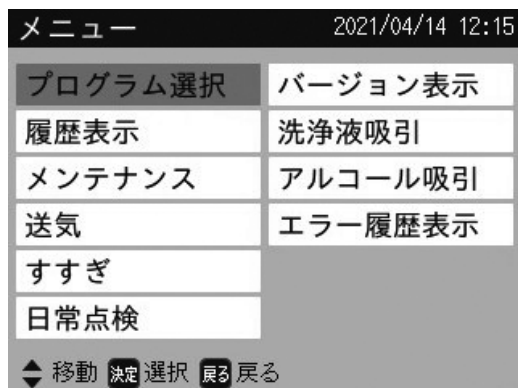 メニュー 2021/04/14 12:15
プログラム選択 バージョン表示
履歴表示 洗浄液吸引
メンテナンス アルコール吸引
送気 エラー履歴表示
すすぎ
日常点検
移動 決定 選択 戻る 戻る